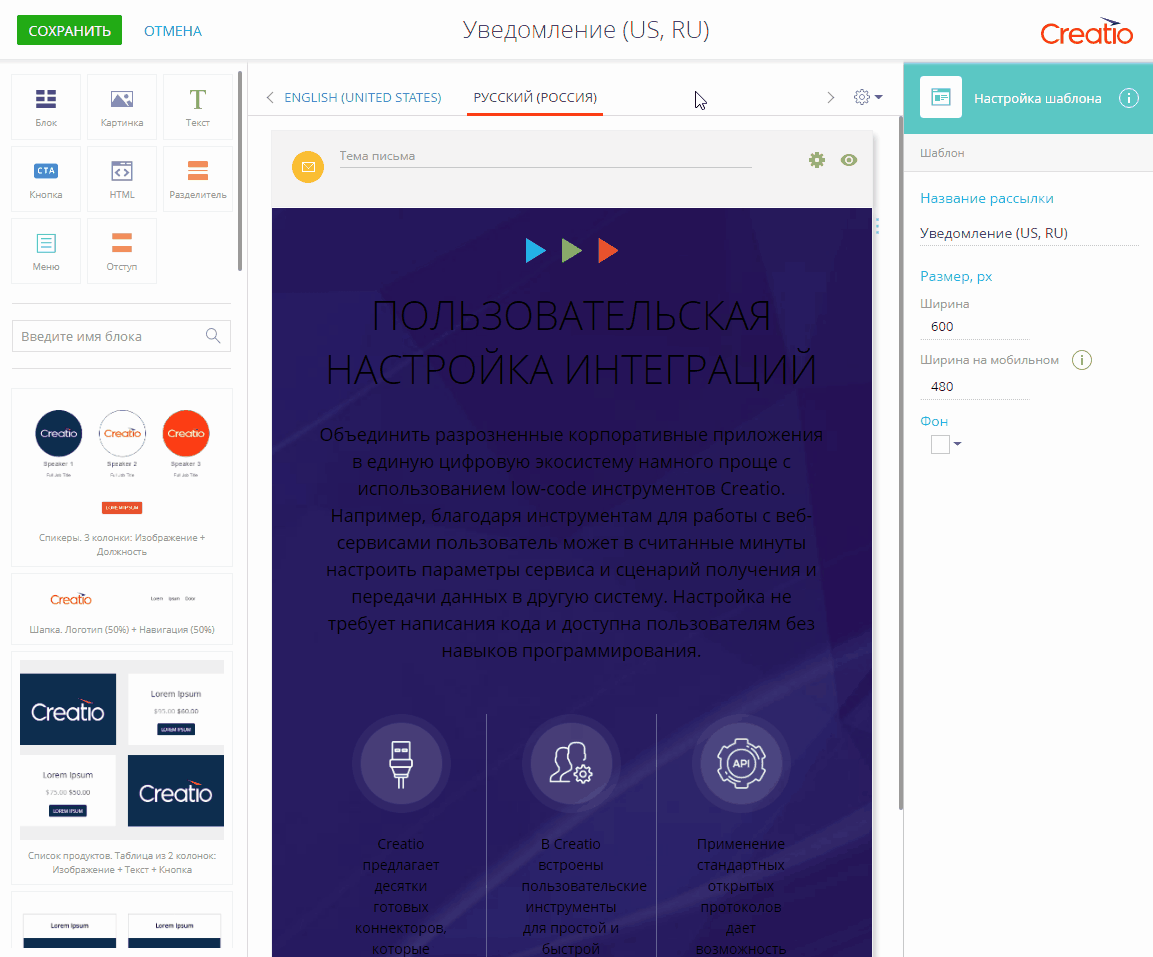 СОХРАНИТЬ
ОТМЕНА
Уведомление (US, RU)
Creatio
Блок
Картинка
Текст
CTA
Кнопка
HTML
Разделитель
Меню
Отступ
Введите имя блока
Creatio
Creatio
Creatio
Speaker 1
Speaker 2
Speaker 3
LOREM IPSUM
Спикеры. 3 колонки: Изображение +
Должность
Creatio
Lorem Ipsum Dolor
Шапка. Логотип (50%) + Навигация (50%)
Creatio
Lorem Ipsum
$95.00 $60.00
LOREM IPSUM
Lorem Ipsum
$75.00 $50.00
LOREM IPSUM
Creatio
Список продуктов. Таблица из 2 колонок:
Изображение + Текст + Кнопка
Lorem Ipsum
Lorem Ipsum
ENGLISH (UNITED STATES)
РУССКИЙ (РОССИЯ)
Тема письма
ПОЛЬЗОВАТЕЛЬСКАЯ
НАСТРОЙКА ИНТЕГРАЦИЙ
Объединить разрозненные корпоративные приложения
в единую цифровую экосистему намного проще с
использованием low-code инструментов Creatio.
Например, благодаря инструментам для работы с веб-
сервисами пользователь может в считанные минуты
настроить параметры сервиса и сценарий получения и
передачи данных в другую систему. Настройка не
требует написания кода и доступна пользователям без
навыков программирования.
API
Creatio
предлагает
десятки
готовых
коннекторов,
которые
В Creatio
встроены
пользовательские
инструменты
для простой и
быстрой
Применение
стандартных
открытых
протоколов
дает
возможность
Настройка шаблона
Шаблон
Название рассылки
Уведомление (US, RU)
Размер, px
Ширина
600
Ширина на мобильном
480
Фон